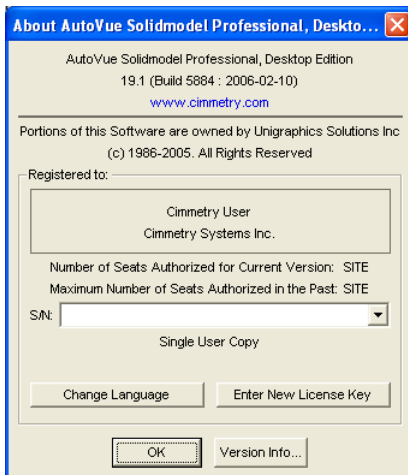 About AutoVue Solidmodel Professional, Deskto...
AutoVue Solidmodel Professional, Desktop Edition
19.1 (Build 5884 : 2006-02-10)
www.cimmetry.com
Portions of this Software are owned by Unigraphics Solutions Inc
(c) 1986-2005. All Rights Reserved
Registered to:
Cimmetry User
Cimmetry Systems Inc.
Number of Seats Authorized for Current Version: SITE
Maximum Number of Seats Authorized in the Past: SITE
S/N:
Single User Copy
Change Language
Enter New License Key
OK
Version Info...